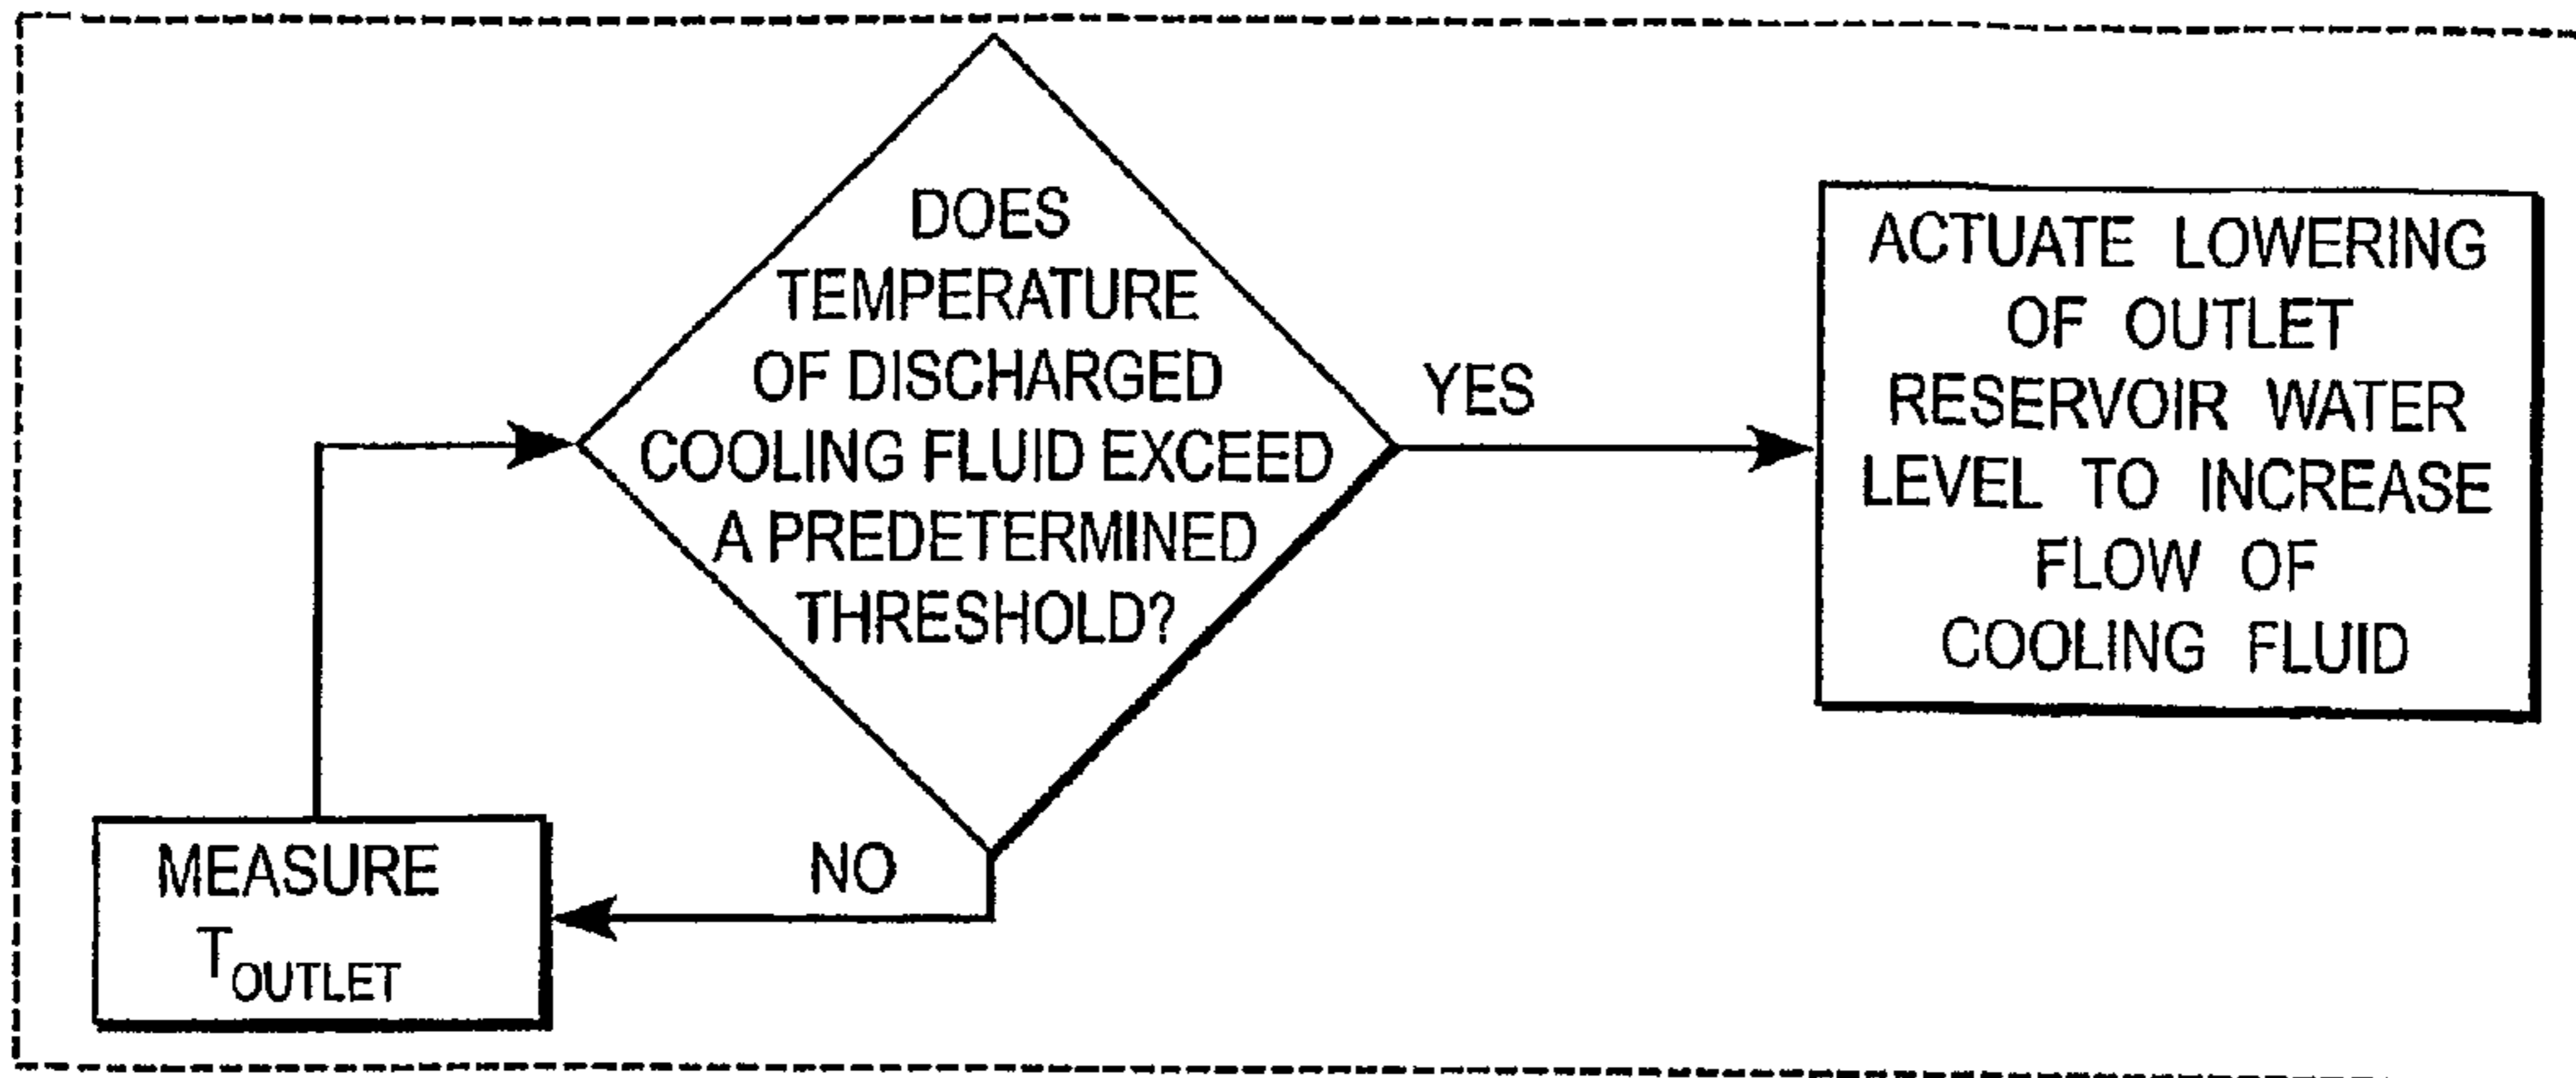 DOES
TEMPERATURE
OF DISCHARGED
COOLING FLUID EXCEED
A PREDETERMINED
THRESHOLD?
YES
ACTUATE LOWERING
OF OUTLET
RESERVOIR WATER
LEVEL TO INCREASE
FLOW OF
COOLING FLUID
NO
MEASURE
TOUTLET